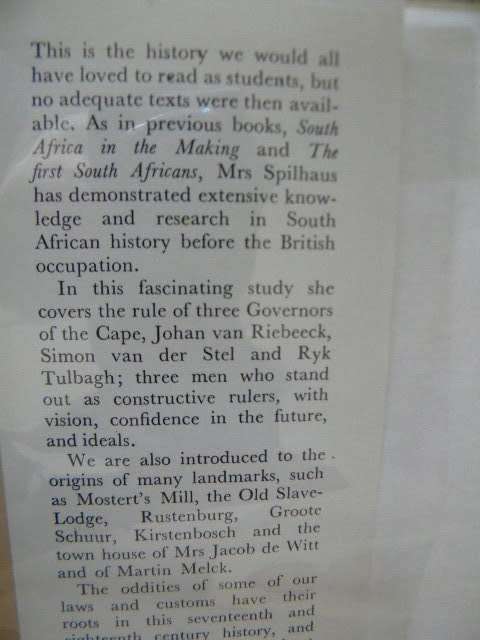 This is the history we would all
have loved to read as students, but
no adequate texts were then avail-
able. As in previous books, South
Africa in the Making and The
first South Africans, Mrs Spilhaus
has demonstrated extensive know-
ledge and research in South
African history before the British
occupation.
In this fascinating study she
covers the rule of three Governors
of the Cape, Johan van Riebeeck,
Simon van der Stel and Ryk
Tulbagh; three men who stand
out as constructive rulers, with
vision, confidence in the future,
and ideals.
We are also introduced to the
origins of many landmarks, such
as Mostert's Mill, the Old Slave-
Lodge, Rustenburg, Groote
Schuur, Kirstenbosch and the
town house of Mrs Jacob de Witt
and of Martin Melck.
The oddities of some of our
laws and customs have their
roots in this seventeenth and
eighteenth century history, and